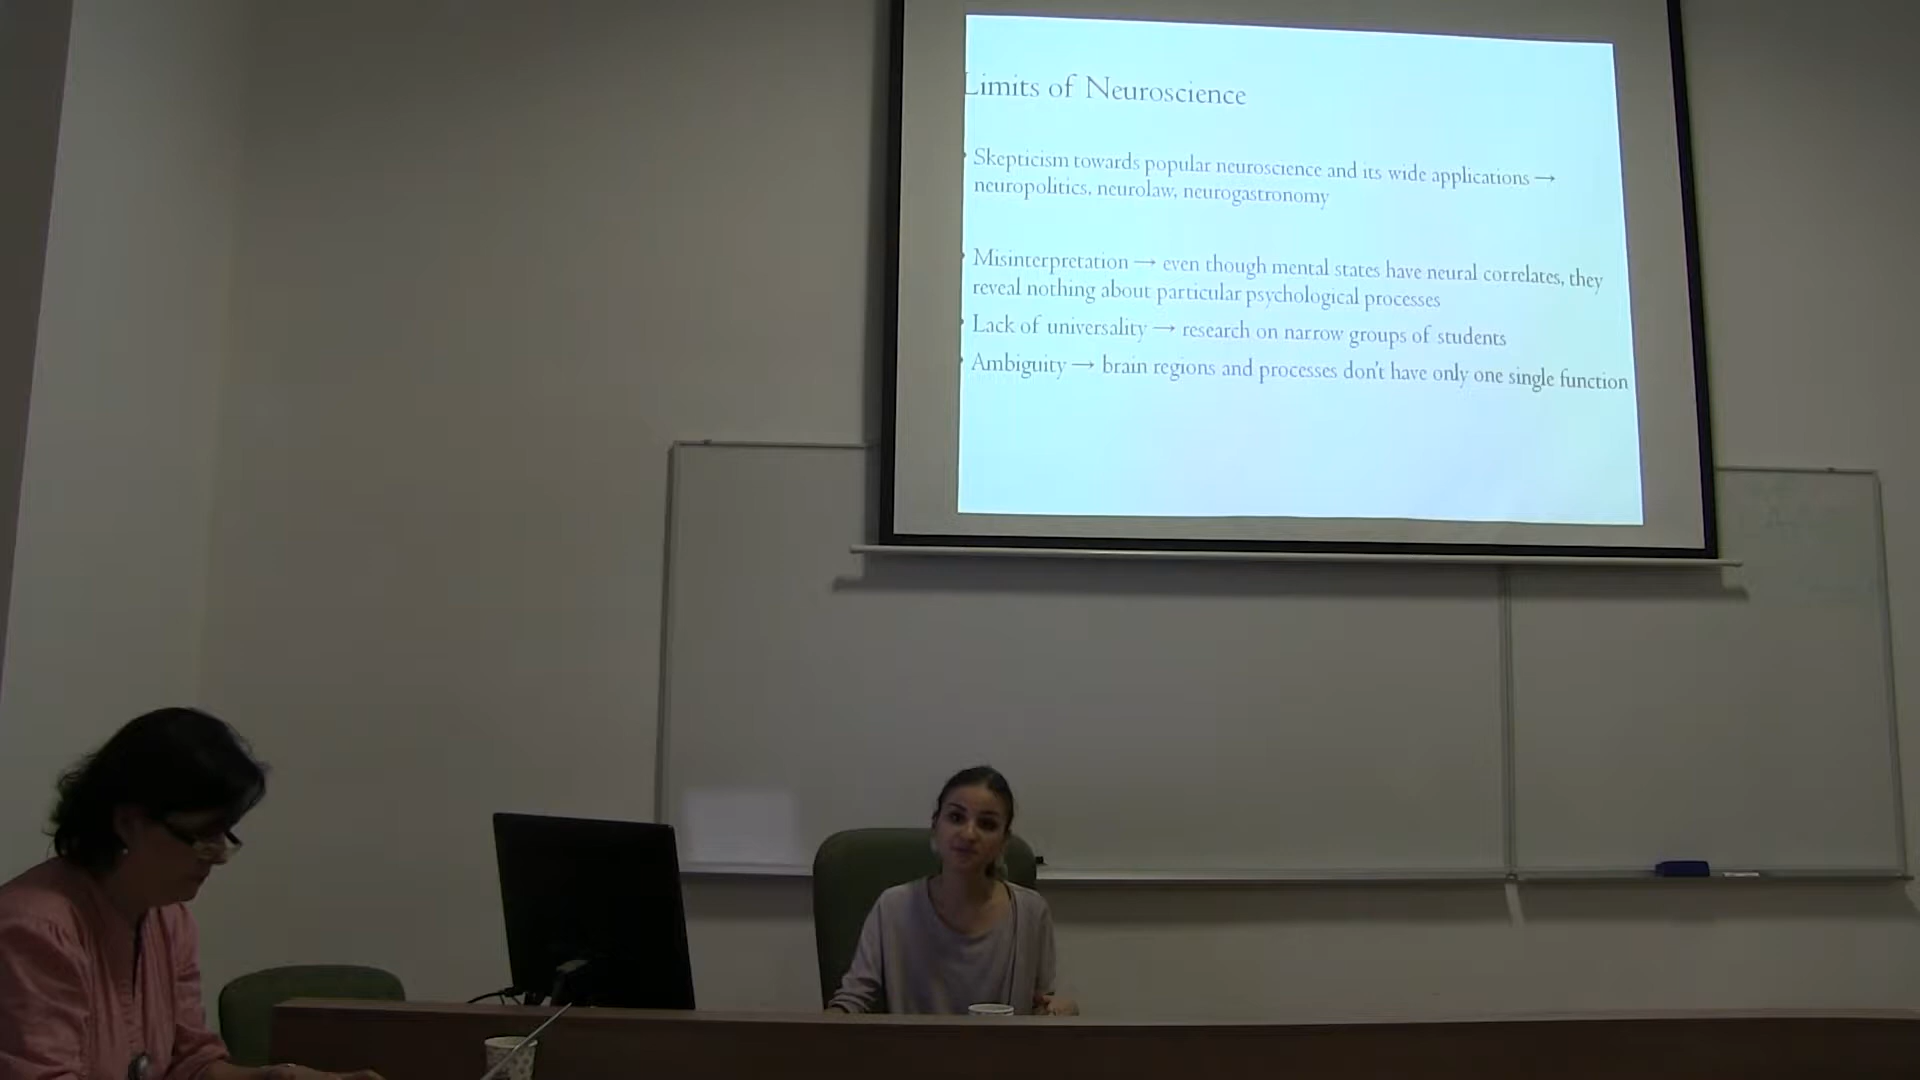 Limits of Neuroscience
• Skepticism towards popular neuroscience and its wide applications →
neuropolitics, neurolaw, neurogastronomy
• Misinterpretation → even though mental states have neural correlates, they
reveal nothing about particular psychological processes
• Lack of universality → research on narrow groups of students
• Ambiguity → brain regions and processes don't have only one single function